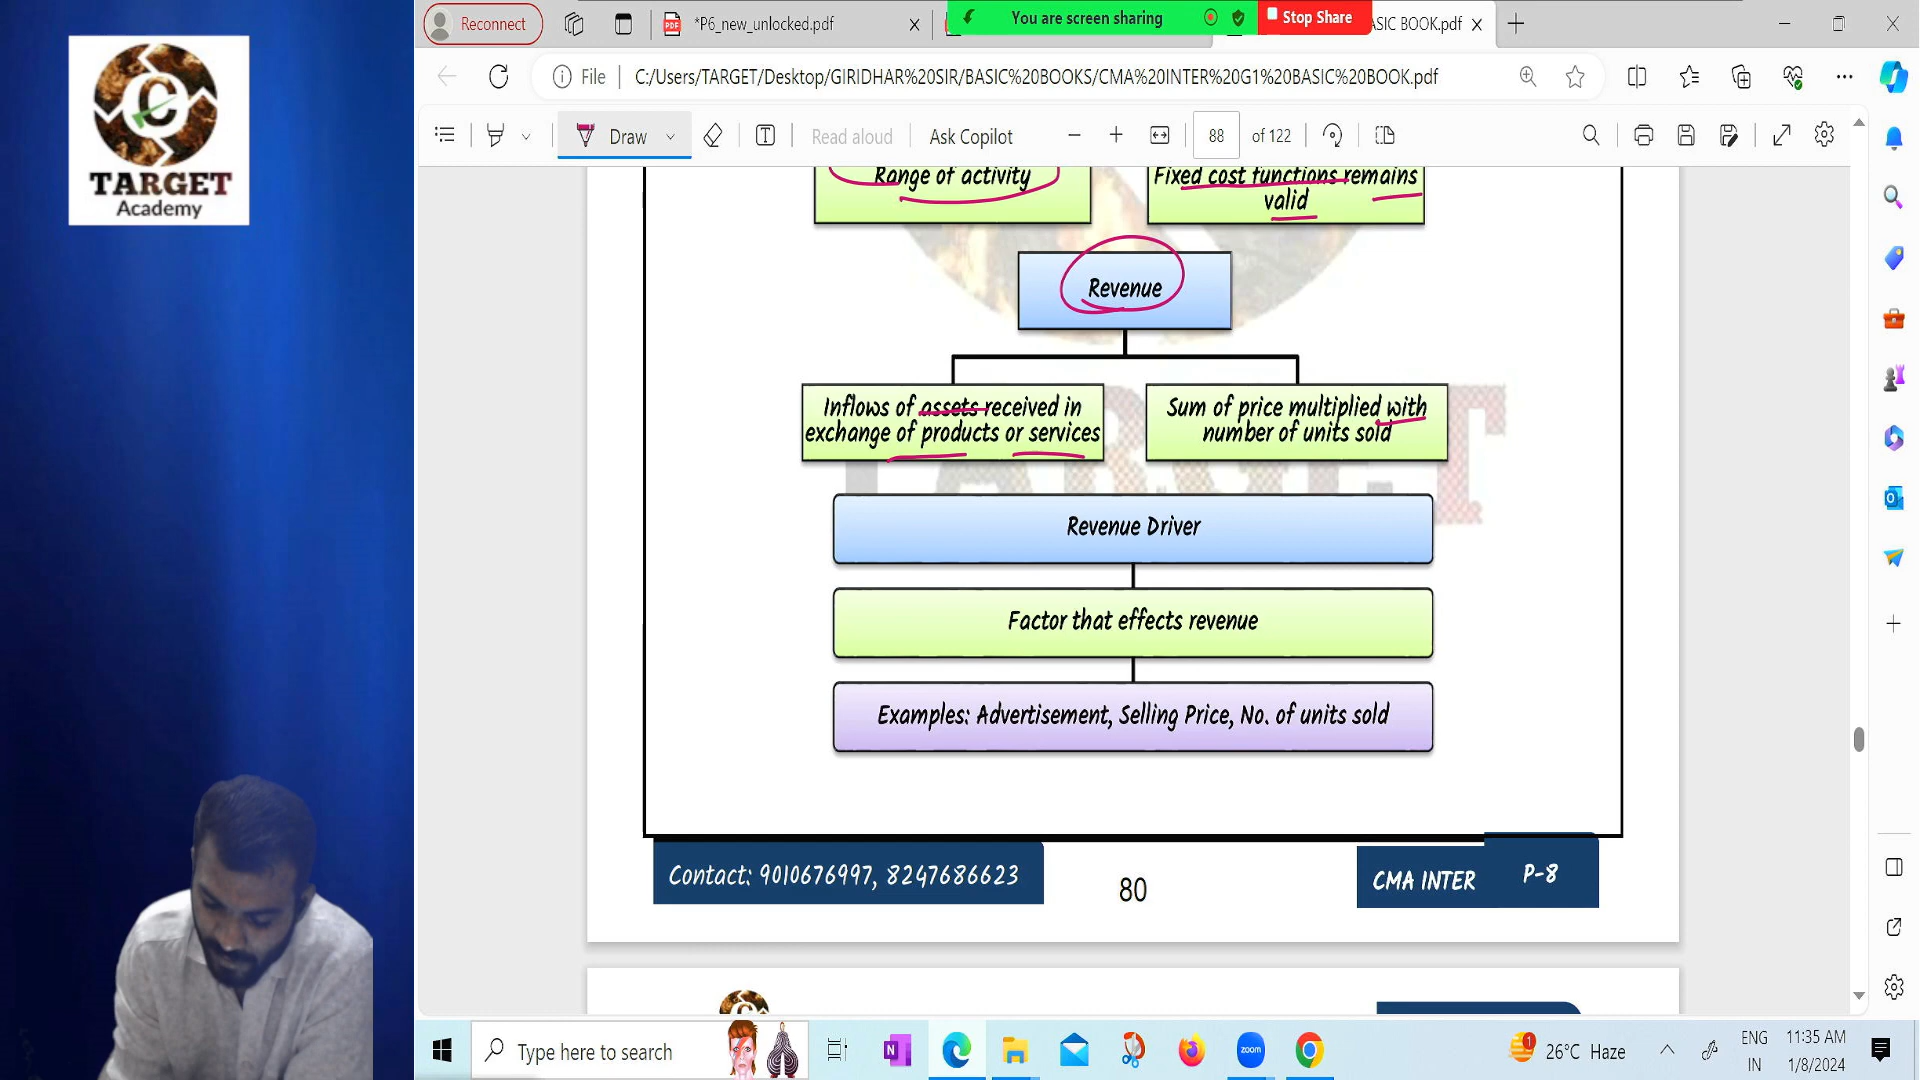 TARGET
Academy
Reconnect
*P6_new_unlocked.pdf
You are screen sharing
Stop Share
ASIC BOOK.pdf
File
C:/Users/TARGET/Desktop/GIRIDHAR%20SIR/BASIC%20BOOKS/CMA%20INTER%20G1%20BASIC%20BOOK.pdf
Draw
Read aloud
Ask Copilot
88
of 122
Range of activity
Fixed cost functions remains
valid
Revenue
Inflows of assets received in
exchange of products or services
Sum of price multiplied with
number of units sold
TARGET
Revenue Driver
Factor that effects revenue
Examples: Advertisement, Selling Price, No. of units sold
Contact: 9010676997, 8247686623
80
CMA INTER
P-8
Type here to search
zoom
1
26°C Haze
ENG
IN
11:35 AM
1/8/2024